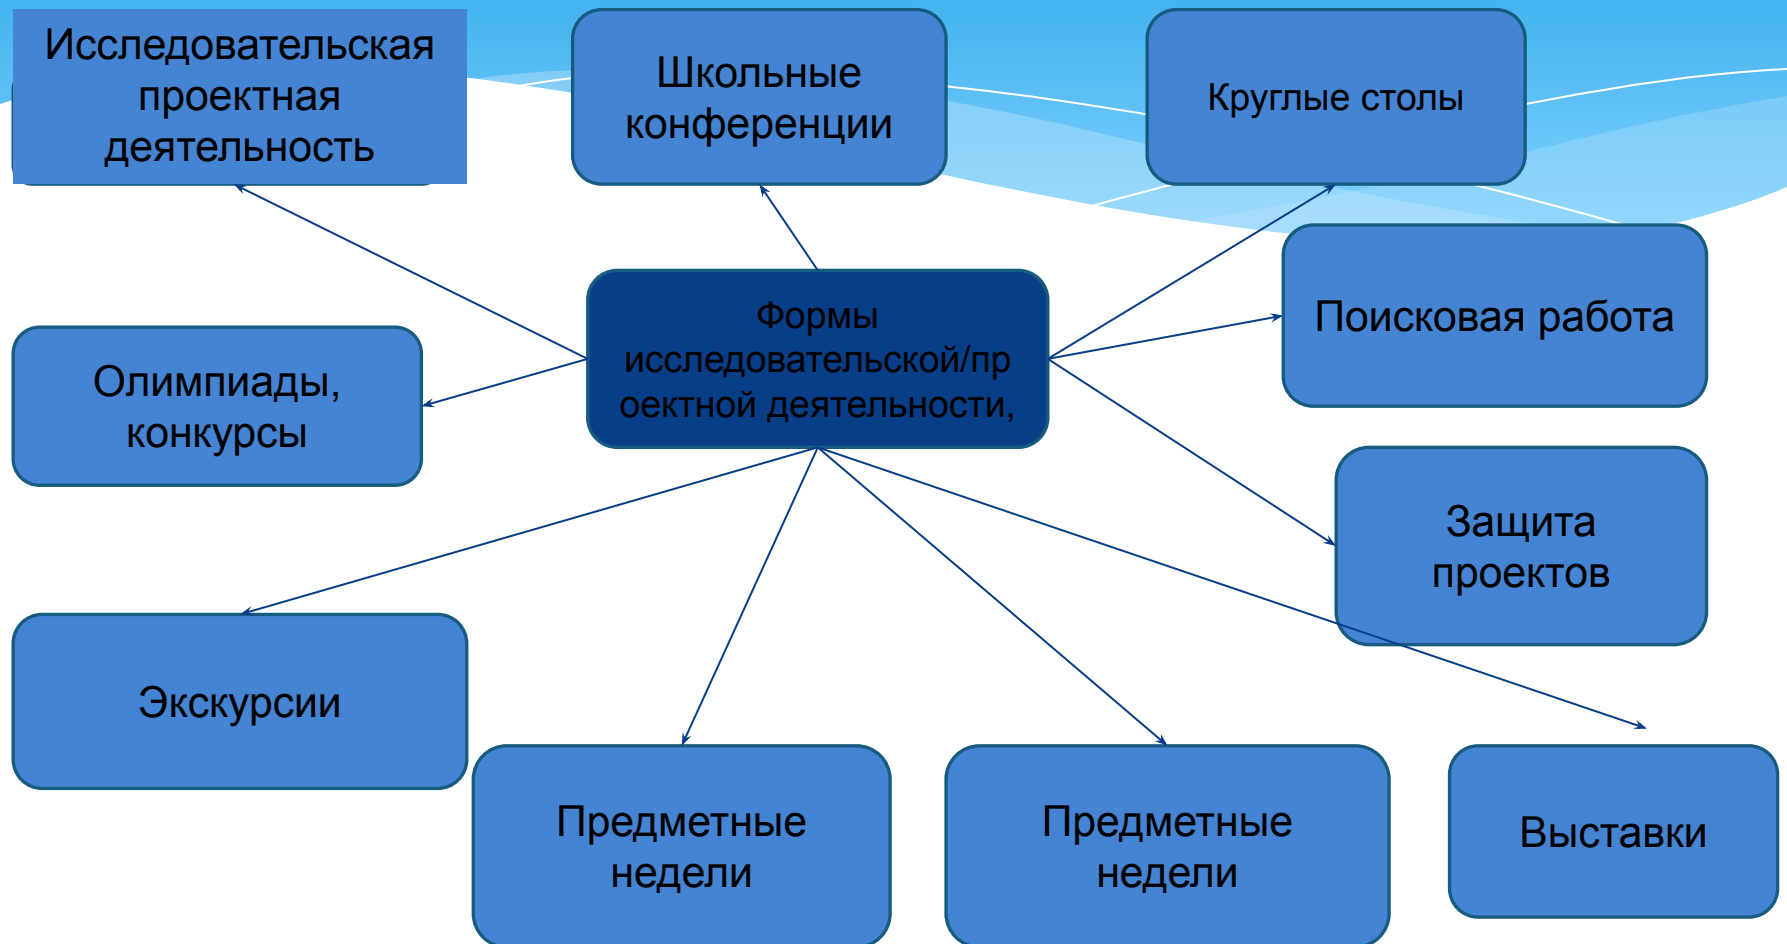 Исследовательская
проектная
деятельность
Школьные
конференции
Круглые столы
Формы
исследовательской/пр
оектной деятельности,
Поисковая работа
Олимпиады,
конкурсы
Защита
проектов
Экскурсии
Предметные
недели
Предметные
недели
Выставки